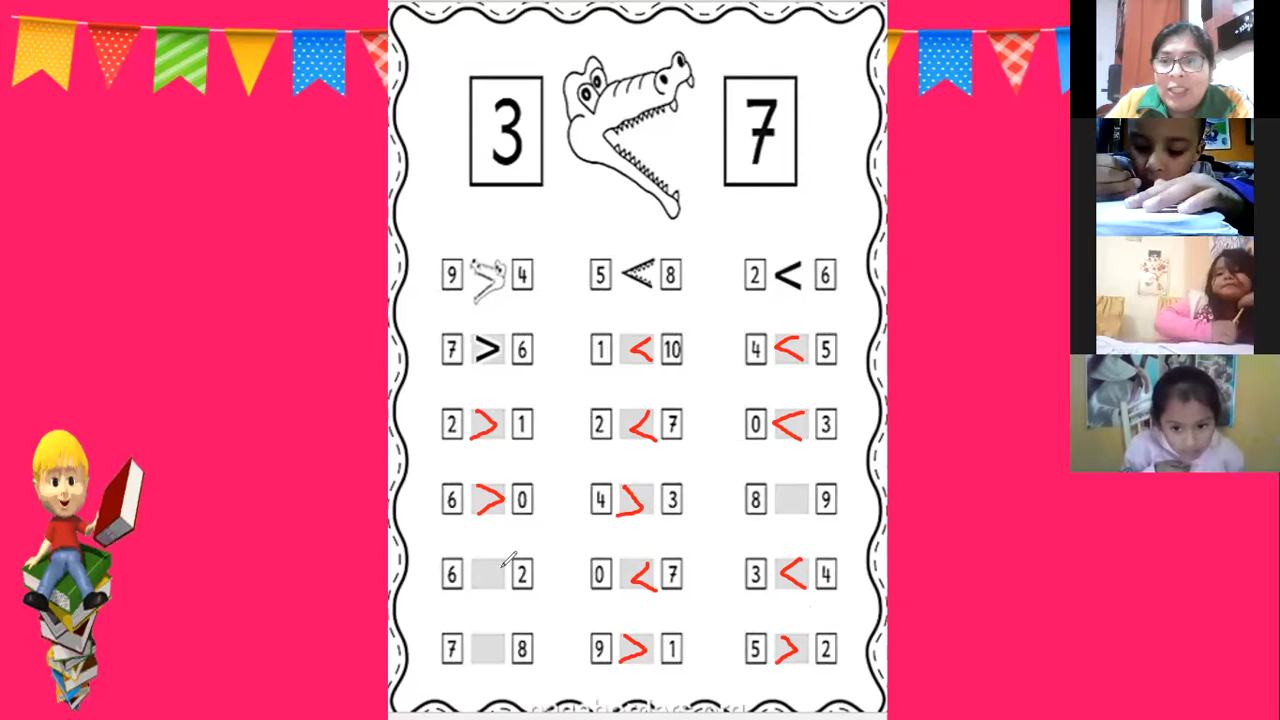 3 7
9 > 4 5 < 8 2 < 6
7 > 6 1 < 10 4 < 5
2 > 1 2 < 7 0 < 3
6 > 0 4 > 3 8 9
6 2 0 < 7 3 < 4
7 8 9 > 1 5 > 2